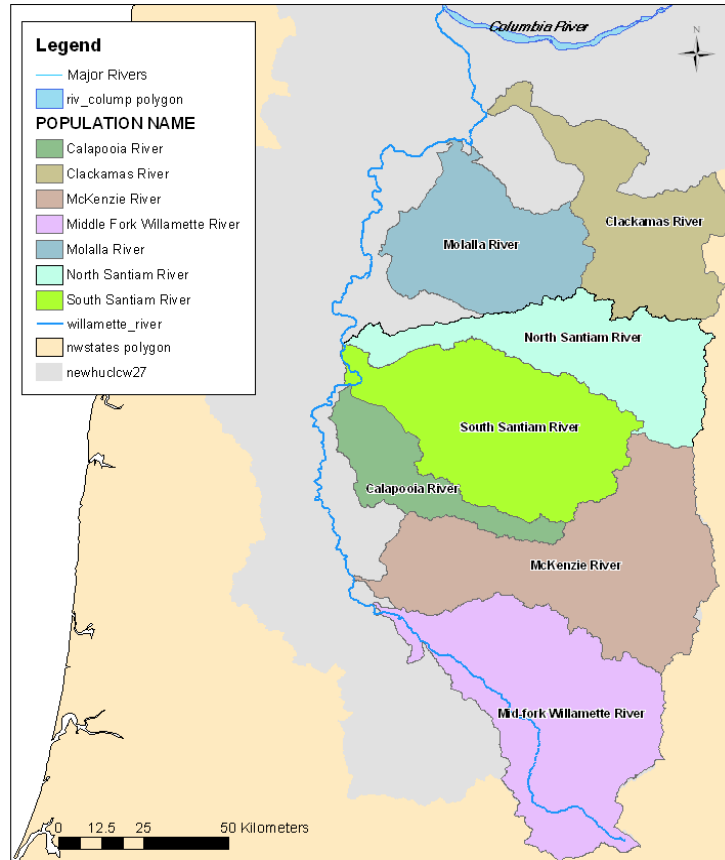 Columbia River
N
Legend
Major Rivers
riv_colump polygon
POPULATION NAME
Calapooia River
Clackamas River
McKenzie River
Middle Fork Willamette River
Molalla River
North Santiam River
South Santiam River
willamette_river
nwstates polygon
newhuclcw27
Clackamas River
Molalla River
North Santiam River
South Santiam River
Calapooia River
McKenzie River
Mid-fork Willamette River
0 12.5 25 50 Kilometers